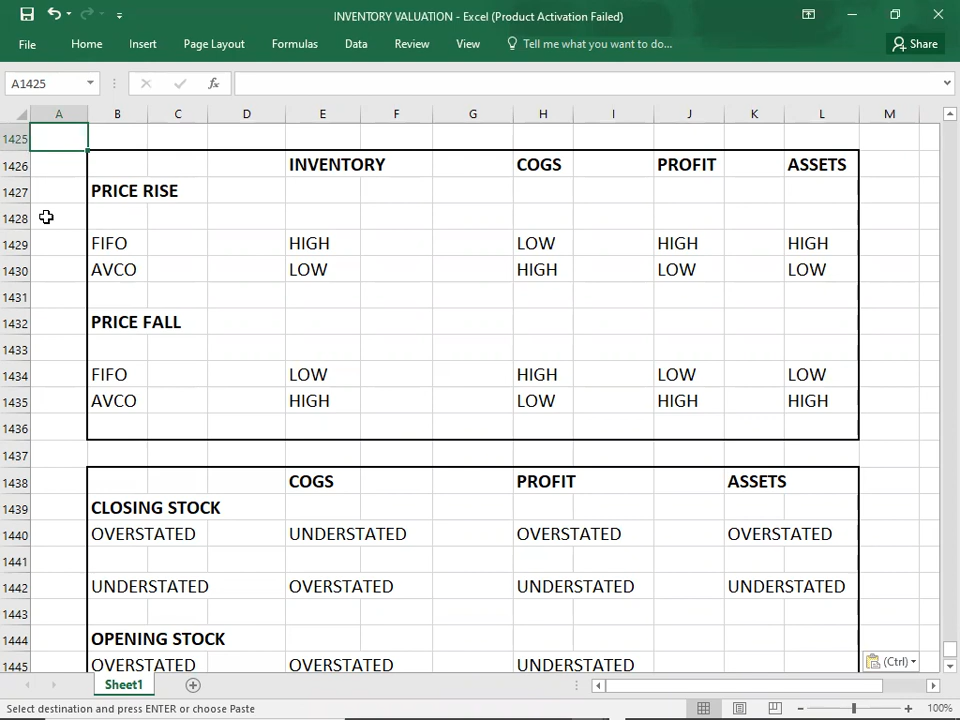 INVENTORY VALUATION - Excel (Product Activation Failed)
File Home Insert Page Layout Formulas Data Review View Tell me what you want to do... Share
A1425 fx
A B C D E F G H I J K L M
1425
1426 INVENTORY COGS PROFIT ASSETS
1427 PRICE RISE
1428
1429 FIFO HIGH LOW HIGH HIGH
1430 AVCO LOW HIGH LOW LOW
1431
1432 PRICE FALL
1433
1434 FIFO LOW HIGH LOW LOW
1435 AVCO HIGH LOW HIGH HIGH
1436
1437
1438 COGS PROFIT ASSETS
1439 CLOSING STOCK
1440 OVERSTATED UNDERSTATED OVERSTATED OVERSTATED
1441
1442 UNDERSTATED OVERSTATED UNDERSTATED UNDERSTATED
1443
1444 OPENING STOCK
1445 OVERSTATED OVERSTATED UNDERSTATED
(Ctrl)
Sheet1
Select destination and press ENTER or choose Paste 100%